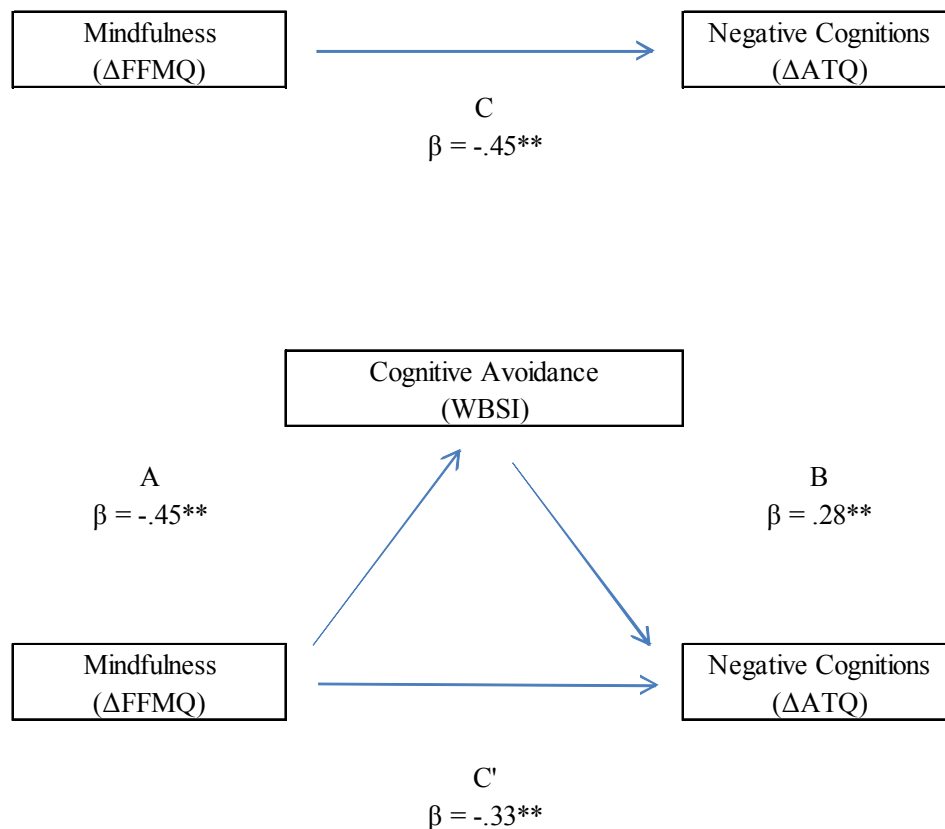 Mindfulness
(ΔFFMQ)
Negative Cognitions
(ΔATQ)
C
β = -.45**
Cognitive Avoidance
(WBSI)
A
β = -.45**
B
β = .28**
Mindfulness
(ΔFFMQ)
Negative Cognitions
(ΔATQ)
C'
β = -.33**